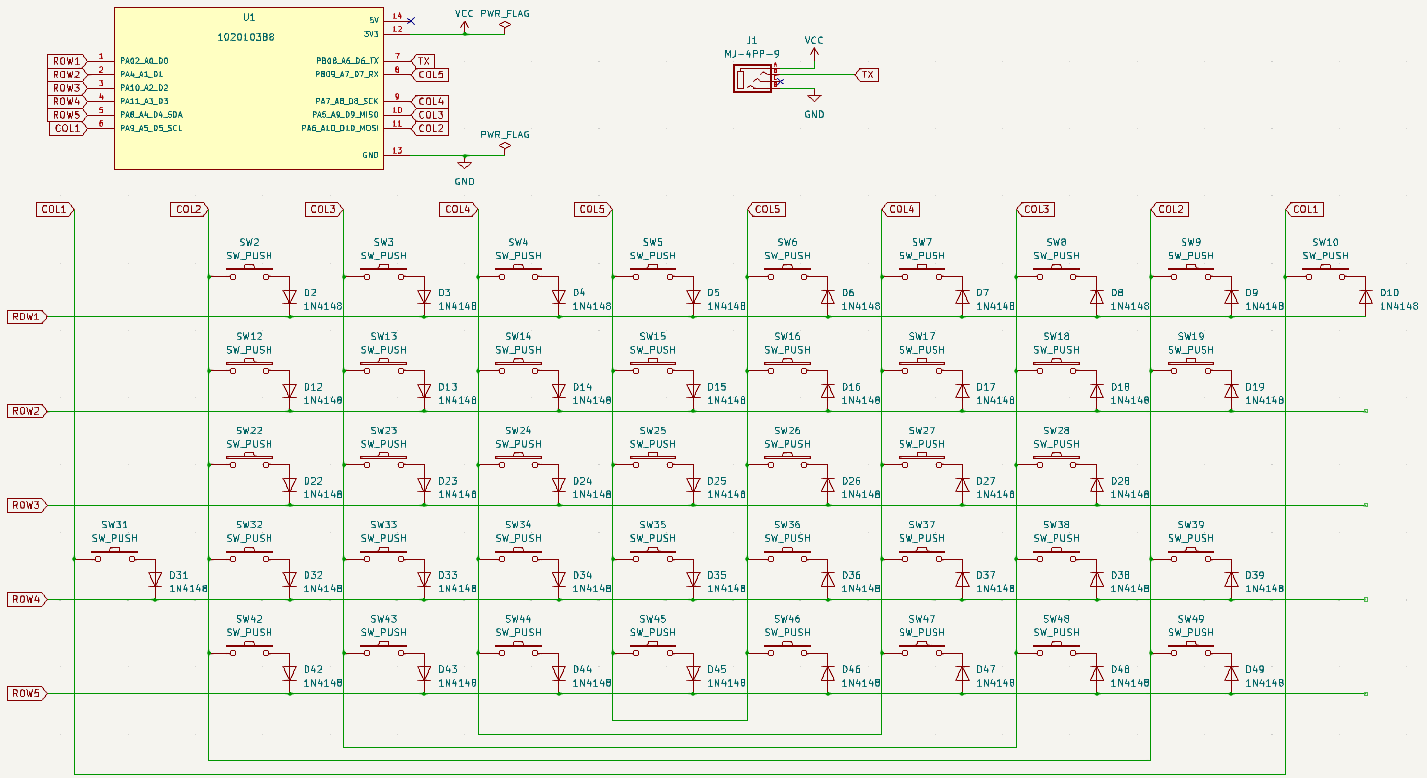 U1
102010388
5V 14
3V3 12
VCC PWR_FLAG
ROW1 1 PA02_A0_D0
ROW2 2 PA4_A1_D1
ROW3 3 PA10_A2_D2
ROW4 4 PA11_A3_D3
ROW5 5 PA8_A4_D4_SDA
COL1 6 PA9_A5_D5_SCL
PB08_A6_D6_TX 7 TX
PB09_A7_D7_RX 8 COL5
PA7_A8_D8_SCK 9 COL4
PA5_A9_D9_MISO 10 COL3
PA6_A10_D10_MOSI 11 COL2
GND 13
PWR_FLAG
GND
J1
MJ-4PP-9
VCC
TX
GND
COL1 COL2 COL3 COL4 COL5 COL5 COL4 COL3 COL2 COL1
SW2 SW3 SW4 SW5 SW6 SW7 SW8 SW9 SW10
SW_PUSH SW_PUSH SW_PUSH SW_PUSH SW_PUSH SW_PUSH SW_PUSH SW_PUSH SW_PUSH
D2 D3 D4 D5 D6 D7 D8 D9 D10
1N4148 1N4148 1N4148 1N4148 1N4148 1N4148 1N4148 1N4148 1N4148
ROW1
SW12 SW13 SW14 SW15 SW16 SW17 SW18 SW19
SW_PUSH SW_PUSH SW_PUSH SW_PUSH SW_PUSH SW_PUSH SW_PUSH SW_PUSH
D12 D13 D14 D15 D16 D17 D18 D19
1N4148 1N4148 1N4148 1N4148 1N4148 1N4148 1N4148 1N4148
ROW2
SW22 SW23 SW24 SW25 SW26 SW27 SW28
SW_PUSH SW_PUSH SW_PUSH SW_PUSH SW_PUSH SW_PUSH SW_PUSH
D22 D23 D24 D25 D26 D27 D28
1N4148 1N4148 1N4148 1N4148 1N4148 1N4148 1N4148
ROW3
SW31 SW32 SW33 SW34 SW35 SW36 SW37 SW38 SW39
SW_PUSH SW_PUSH SW_PUSH SW_PUSH SW_PUSH SW_PUSH SW_PUSH SW_PUSH SW_PUSH
D31 D32 D33 D34 D35 D36 D37 D38 D39
1N4148 1N4148 1N4148 1N4148 1N4148 1N4148 1N4148 1N4148 1N4148
ROW4
SW42 SW43 SW44 SW45 SW46 SW47 SW48 SW49
SW_PUSH SW_PUSH SW_PUSH SW_PUSH SW_PUSH SW_PUSH SW_PUSH SW_PUSH
D42 D43 D44 D45 D46 D47 D48 D49
1N4148 1N4148 1N4148 1N4148 1N4148 1N4148 1N4148 1N4148
ROW5